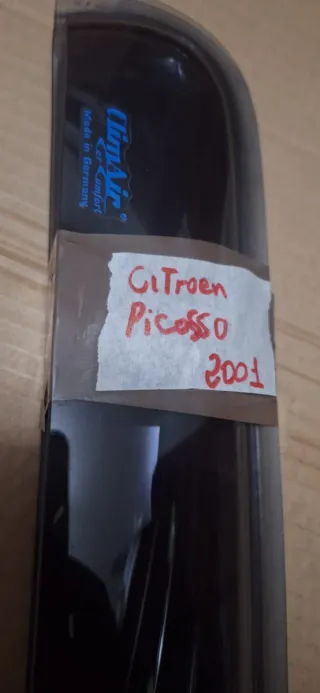 ClimAir®
Car Comfort
Made in Germany
CiTroen
Picosso
2001